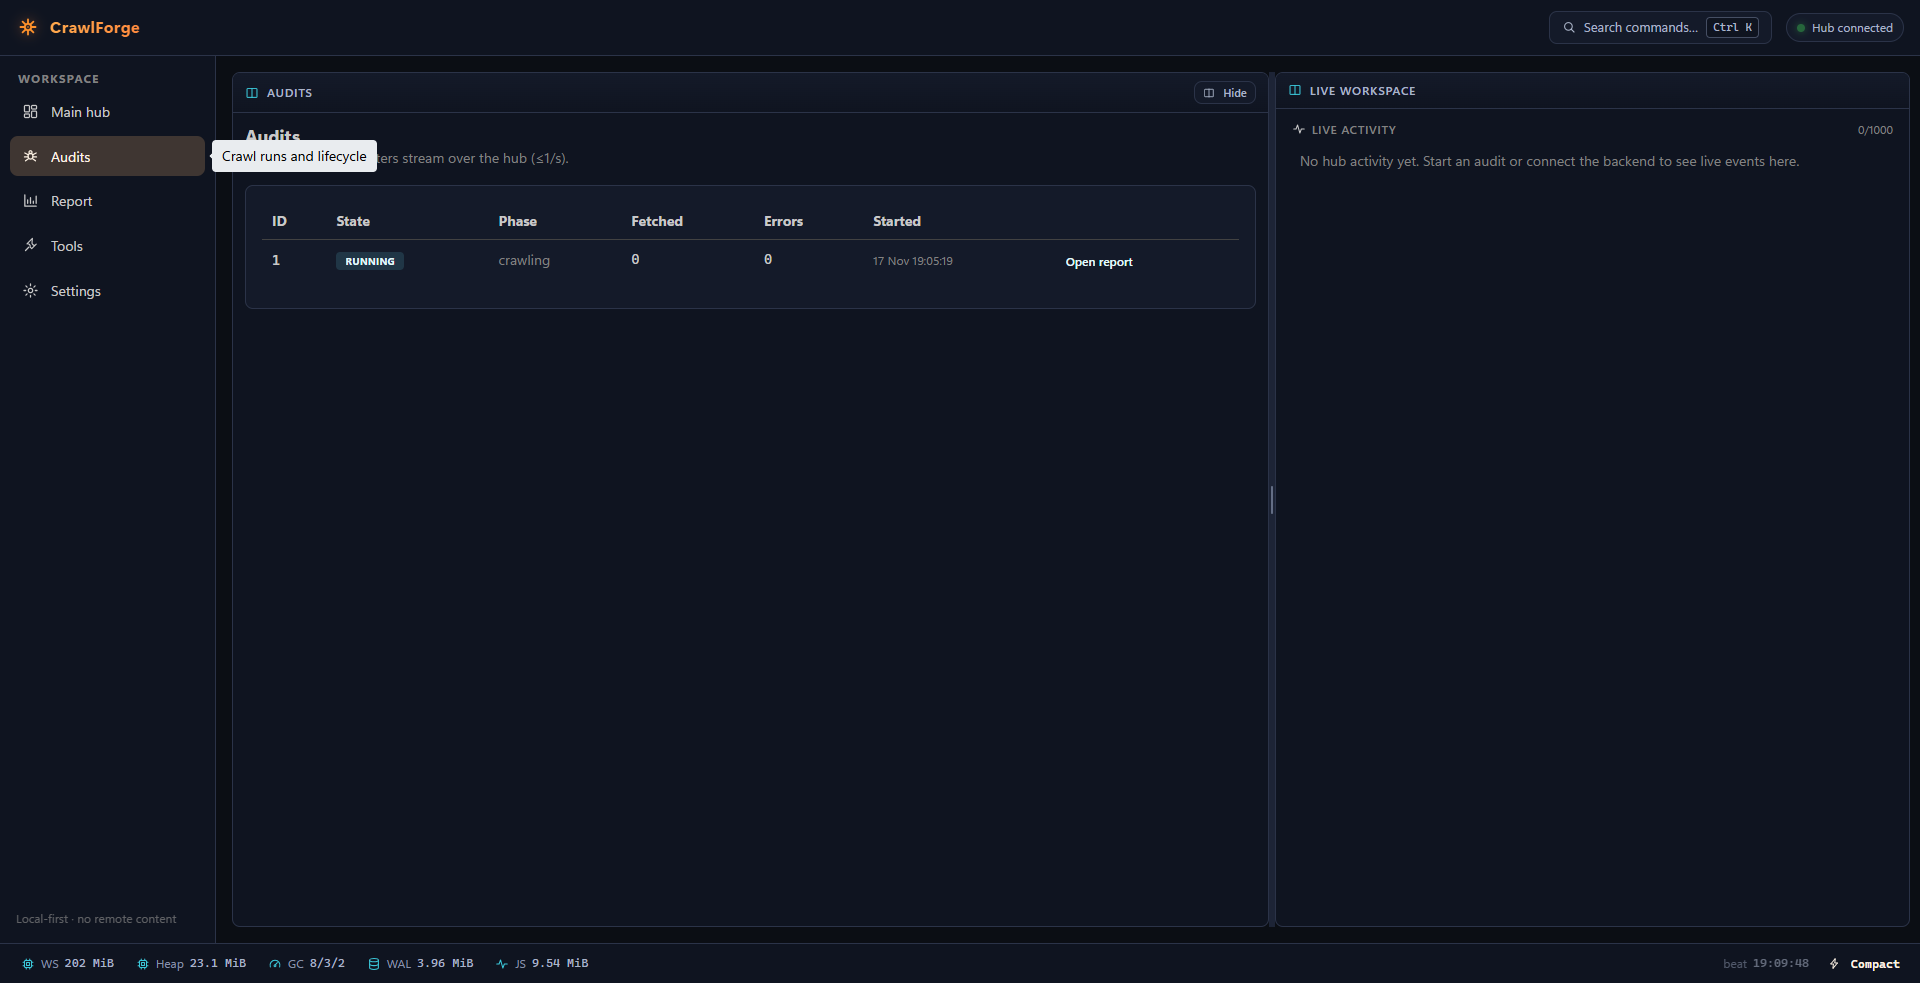 CrawlForge
Search commands... Ctrl K
Hub connected
WORKSPACE
Main hub
Audits
Report
Tools
Settings
Local-first · no remote content
AUDITS
Hide
Audits
Crawl runs and lifecycle
ters stream over the hub (≤1/s).
ID State Phase Fetched Errors Started
1 RUNNING crawling 0 0 17 Nov 19:05:19 Open report
LIVE WORKSPACE
LIVE ACTIVITY 0/1000
No hub activity yet. Start an audit or connect the backend to see live events here.
WS 202 MiB Heap 23.1 MiB GC 8/3/2 WAL 3.96 MiB JS 9.54 MiB
beat 19:09:48 Compact